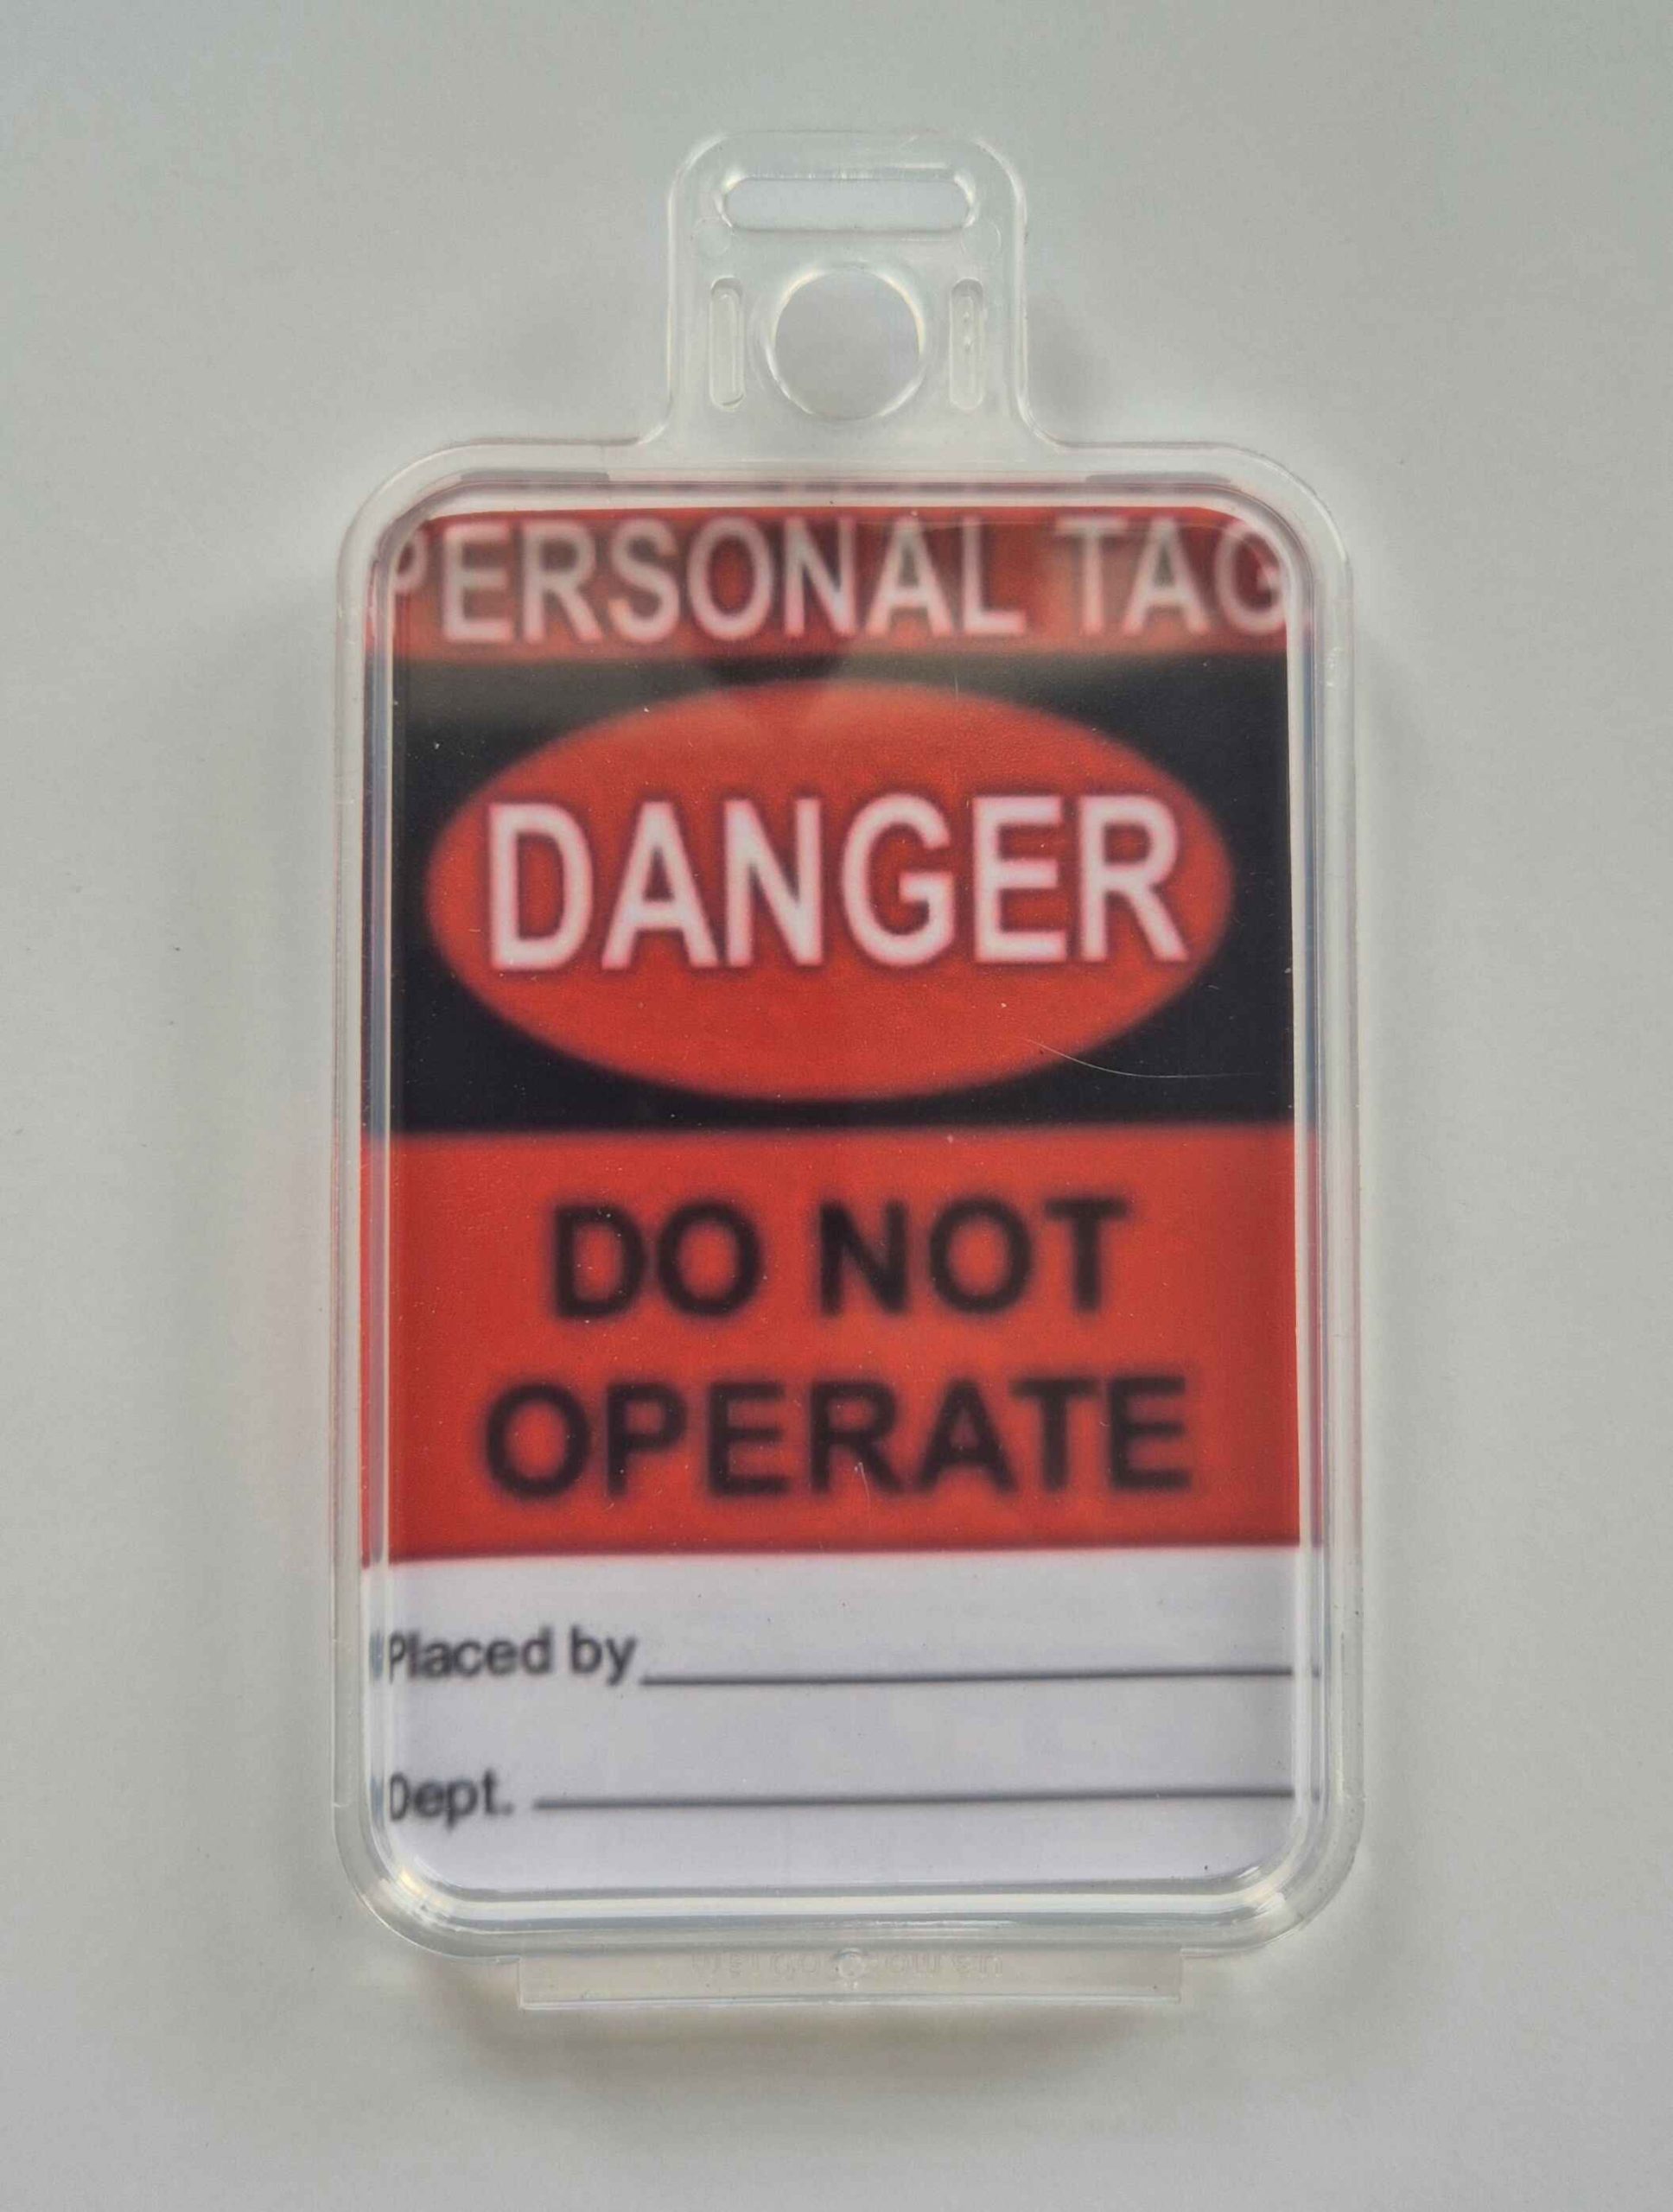 PERSONAL TAG
DANGER
DO NOT
OPERATE
Placed by
Dept.